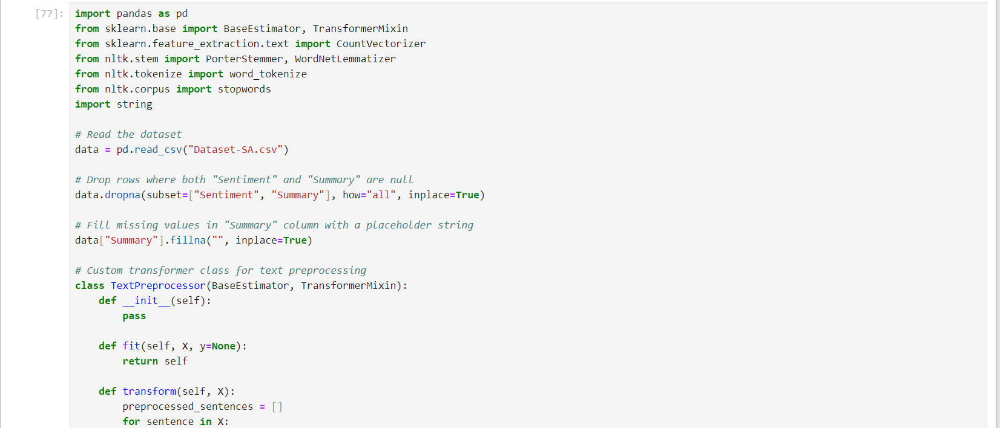 [77]:
import pandas as pd
from sklearn.base import BaseEstimator, TransformerMixin
from sklearn.feature_extraction.text import CountVectorizer
from nltk.stem import PorterStemmer, WordNetLemmatizer
from nltk.tokenize import word_tokenize
from nltk.corpus import stopwords
import string

# Read the dataset
data = pd.read_csv("Dataset-SA.csv")

# Drop rows where both "Sentiment" and "Summary" are null
data.dropna(subset=["Sentiment", "Summary"], how="all", inplace=True)

# Fill missing values in "Summary" column with a placeholder string
data["Summary"].fillna("", inplace=True)

# Custom transformer class for text preprocessing
class TextPreprocessor(BaseEstimator, TransformerMixin):
    def __init__(self):
        pass

    def fit(self, X, y=None):
        return self

    def transform(self, X):
        preprocessed_sentences = []
        for sentence in X: